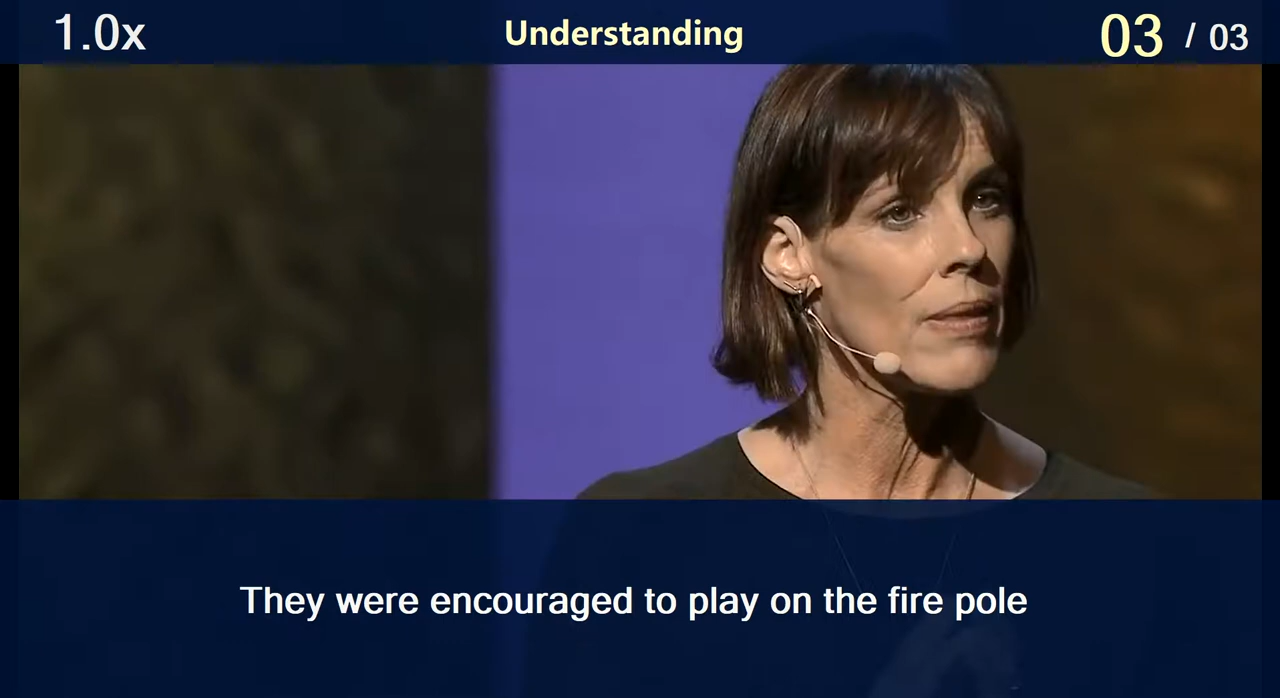 1.0x
Understanding
03 / 03
They were encouraged to play on the fire pole